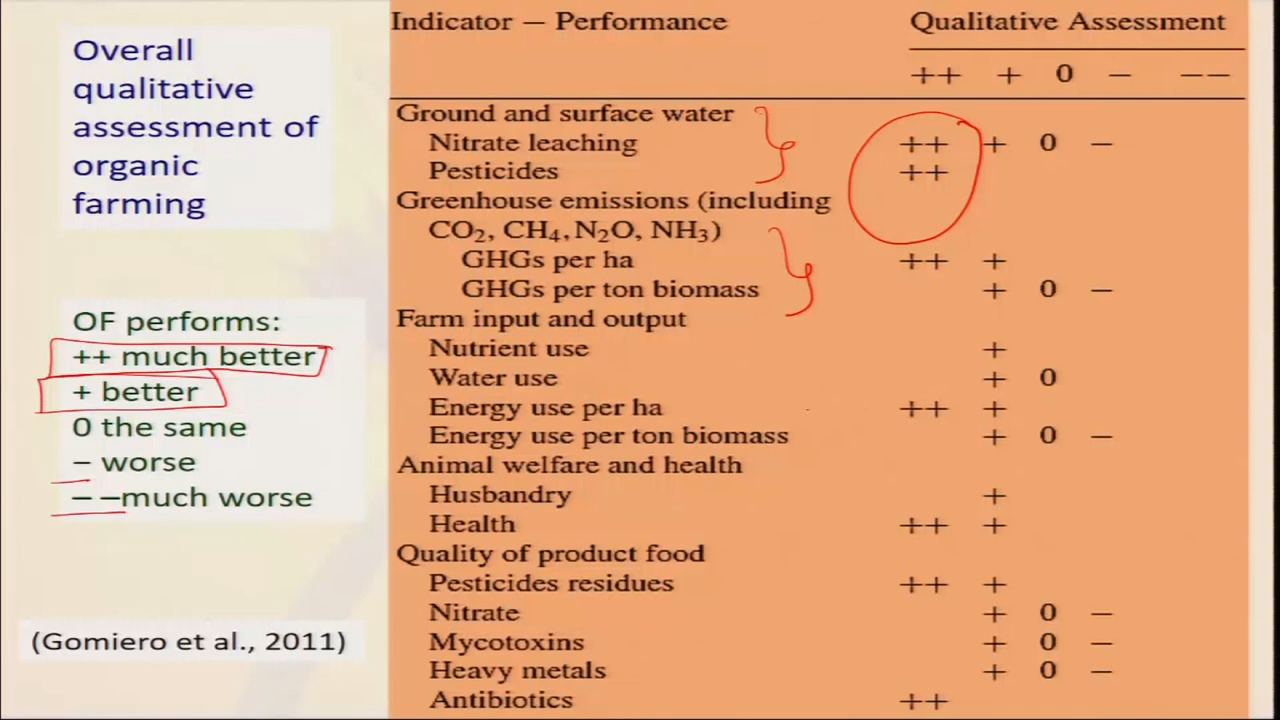 Overall
qualitative
assessment of
organic
farming
OF performs:
++ much better
+ better
0 the same
– worse
– –much worse
(Gomiero et al., 2011)
Indicator — Performance Qualitative Assessment
++ + 0 − −−
Ground and surface water
Nitrate leaching ++ + 0 −
Pesticides ++
Greenhouse emissions (including
CO₂, CH₄, N₂O, NH₃)
GHGs per ha ++ +
GHGs per ton biomass + 0 −
Farm input and output
Nutrient use +
Water use + 0
Energy use per ha ++ +
Energy use per ton biomass + 0 −
Animal welfare and health
Husbandry +
Health ++ +
Quality of product food
Pesticides residues ++ +
Nitrate + 0 −
Mycotoxins + 0 −
Heavy metals + 0 −
Antibiotics ++